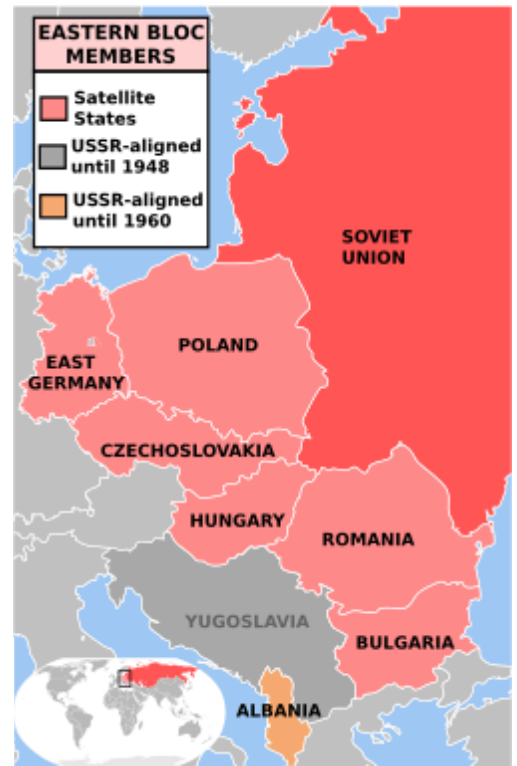 EASTERN BLOC
MEMBERS
Satellite
States
USSR-aligned
until 1948
USSR-aligned
until 1960
SOVIET
UNION
POLAND
EAST
GERMANY
CZECHOSLOVAKIA
HUNGARY
ROMANIA
YUGOSLAVIA
BULGARIA
ALBANIA